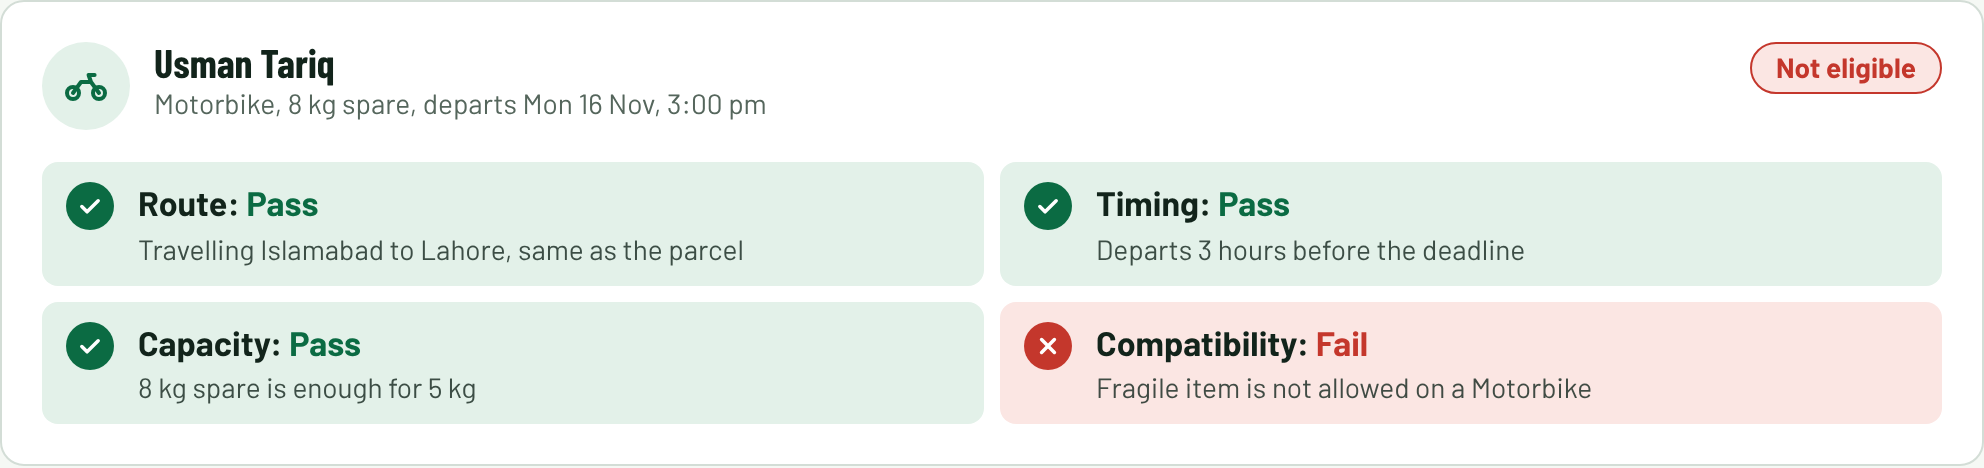 Usman Tariq
Not eligible
Motorbike, 8 kg spare, departs Mon 16 Nov, 3:00 pm
Route: Pass
Travelling Islamabad to Lahore, same as the parcel
Timing: Pass
Departs 3 hours before the deadline
Capacity: Pass
8 kg spare is enough for 5 kg
Compatibility: Fail
Fragile item is not allowed on a Motorbike